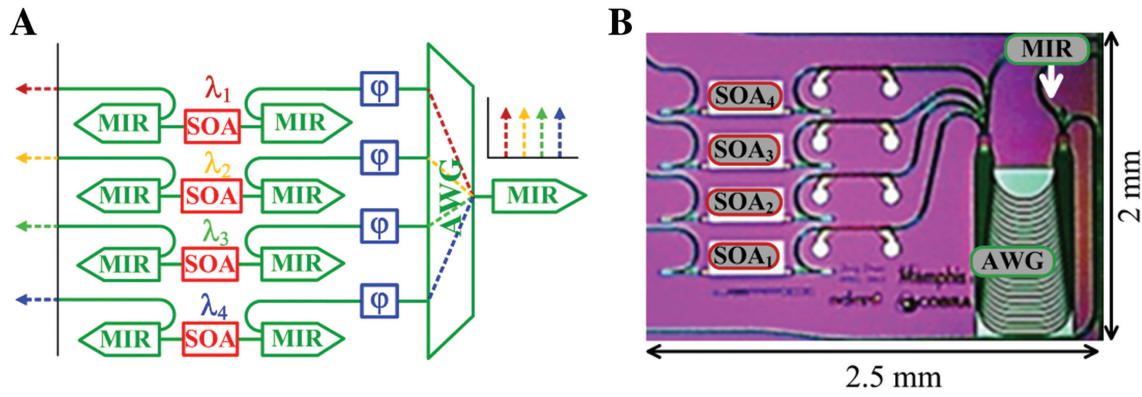 A
λ1
MIR SOA MIR
φ
λ2
MIR SOA MIR
φ
λ3
MIR SOA MIR
φ
λ4
MIR SOA MIR
φ
AWG
MIR
B
MIR
SOA4
SOA3
SOA2
SOA1
AWG
Memphis
COBRA
2 mm
2.5 mm